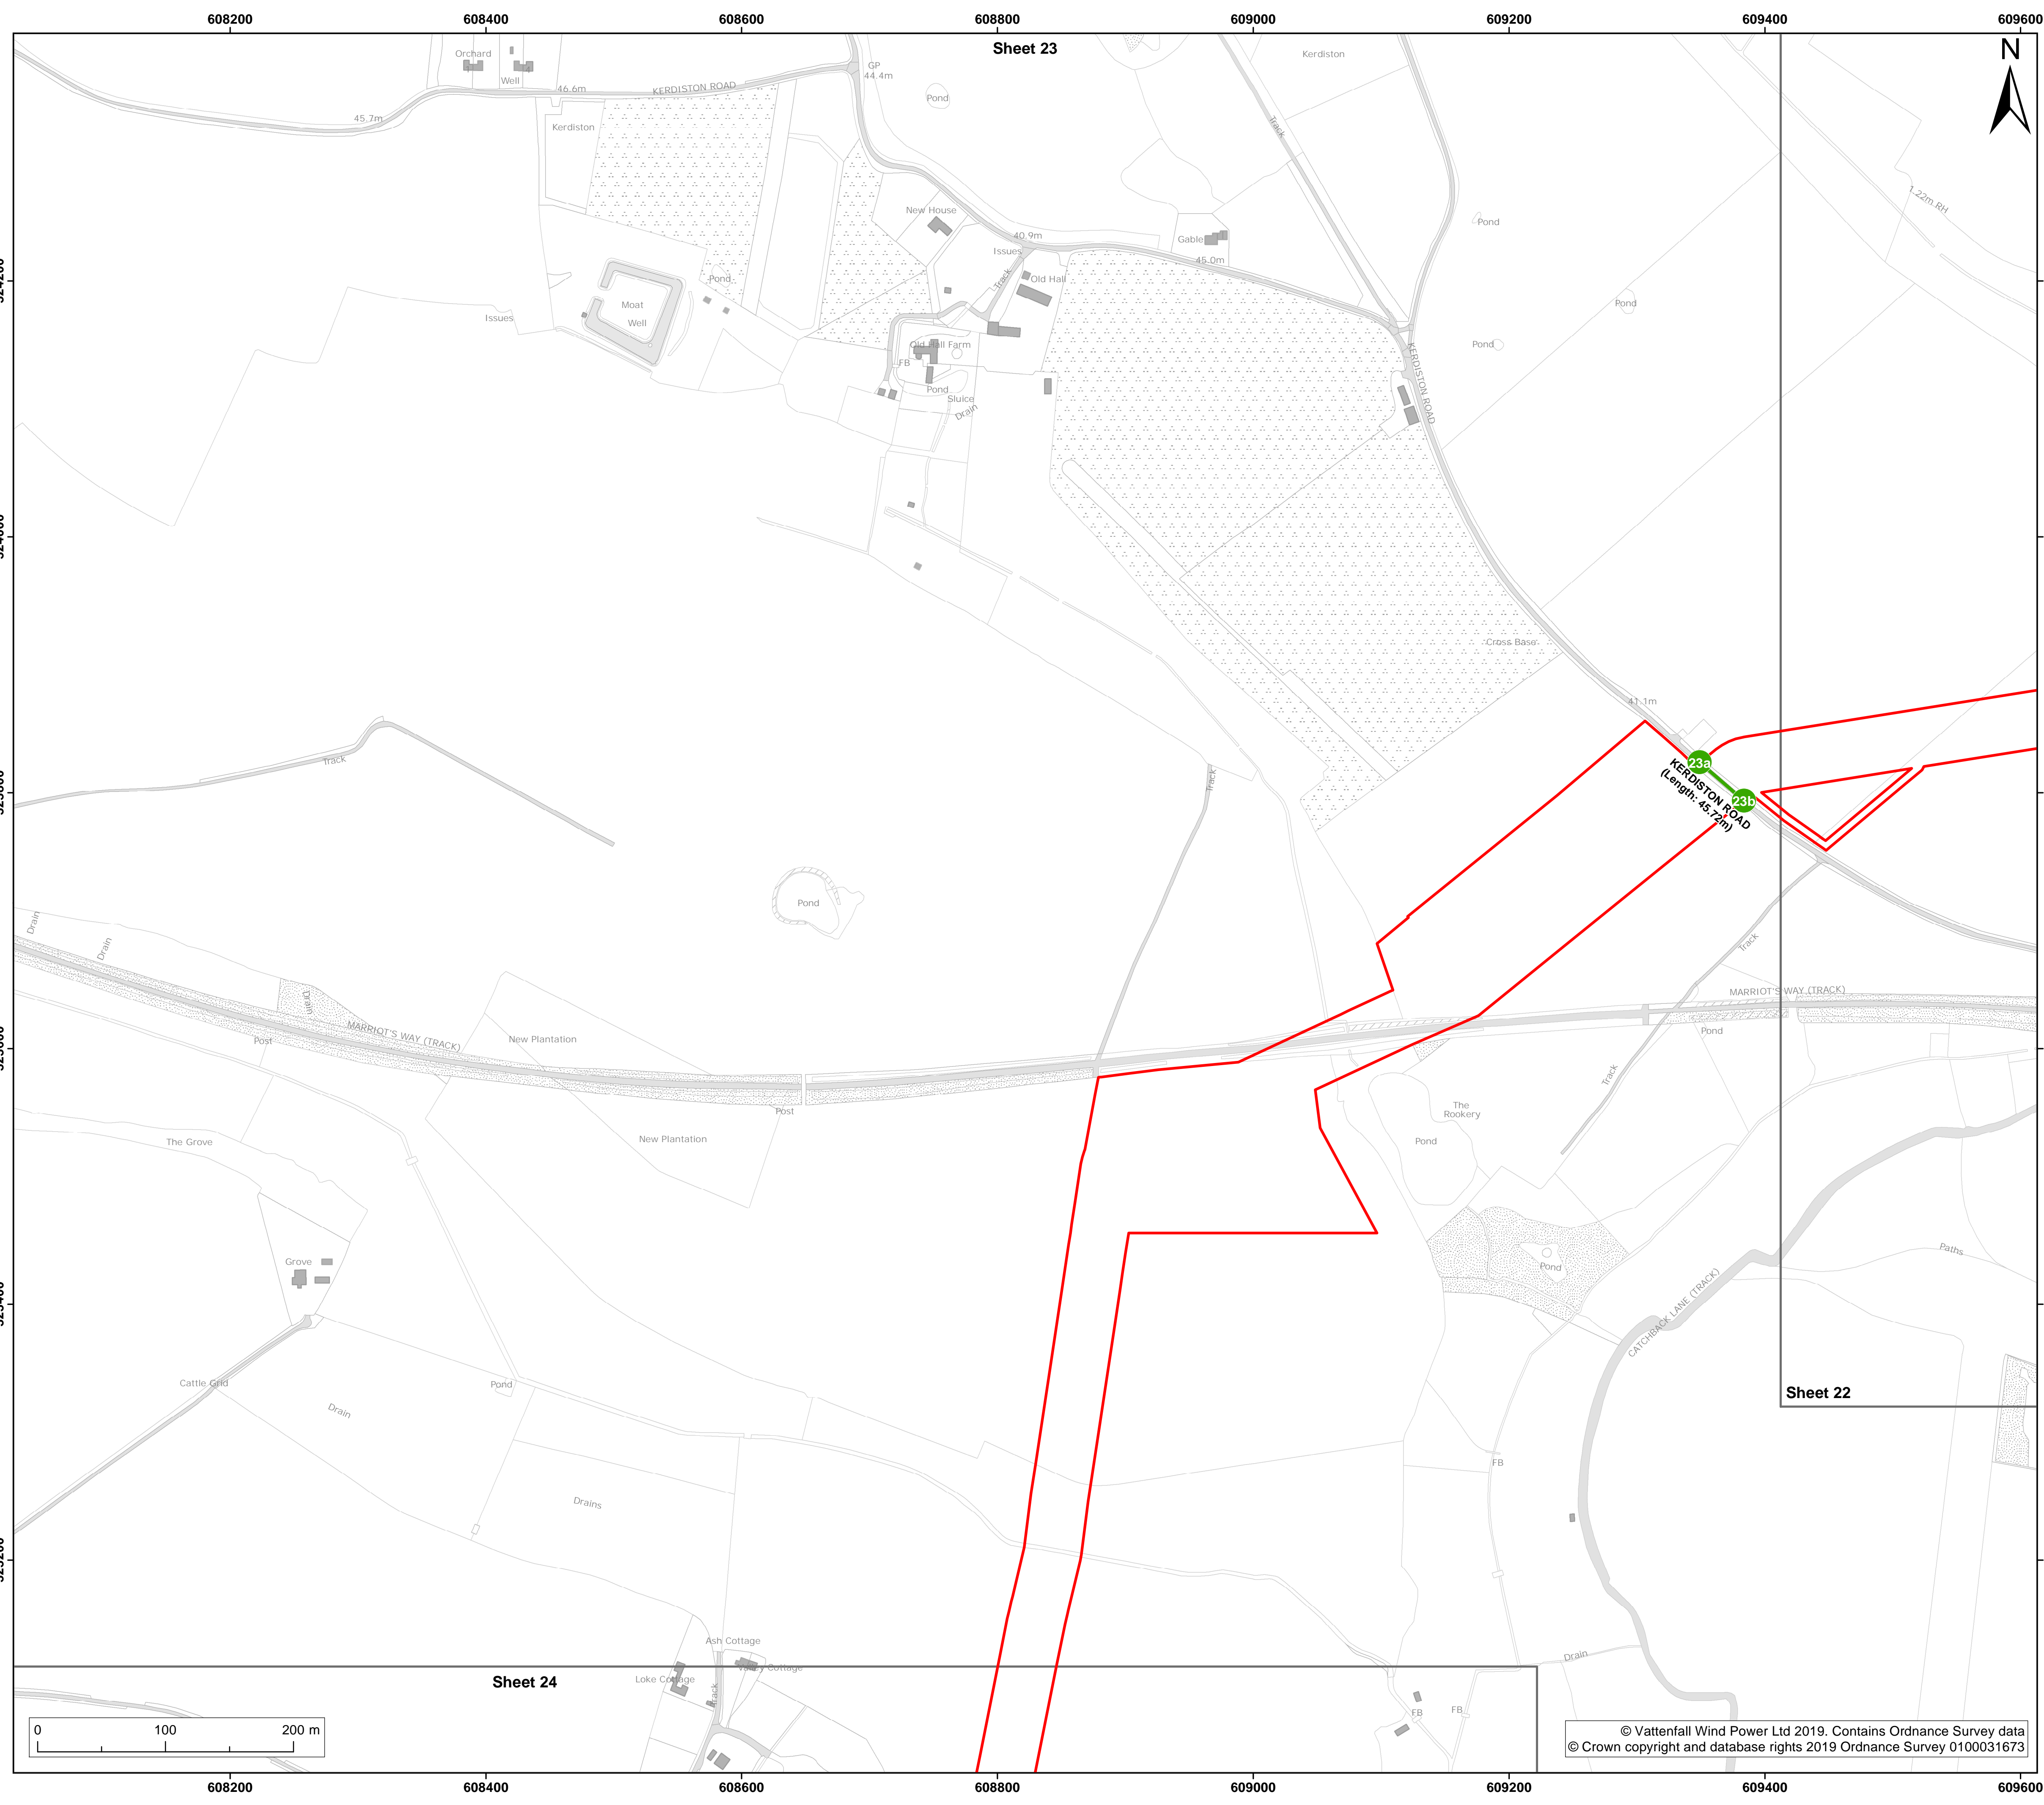 608200
608400
608600
608800
609000
609200
609400
609600
Sheet 23
N
Orchard
Well
46.6m
KERDISTON ROAD
GP
44.4m
Kerdiston
45.7m
Kerdiston
Pond
Track
1.22m RH
New House
40.9m
Issues
Gable
45.0m
Pond
Track
Old Hall
Pond
Moat
Well
Issues
Pond
Old Hall Farm
FB
Pond
Sluice
Drain
Pond
KERDISTON ROAD
Cross Base
41.1m
23a
23b
KERDISTON ROAD
(Length: 45.72m)
Track
Track
Pond
Drain
Drain
Drain
MARRIOT'S WAY (TRACK)
Post
New Plantation
Track
MARRIOT'S WAY (TRACK)
Pond
Track
Post
New Plantation
The Grove
The
Rookery
Pond
Grove
Pond
Paths
CATCHBACK LANE (TRACK)
Cattle Grid
Pond
Drain
Sheet 22
FB
Drains
Ash Cottage
Valley Cottage
Loke Cottage
Track
Drain
Sheet 24
FB
FB
0
100
200 m
© Vattenfall Wind Power Ltd 2019. Contains Ordnance Survey data
© Crown copyright and database rights 2019 Ordnance Survey 0100031673
608200
608400
608600
608800
609000
609200
609400
609600